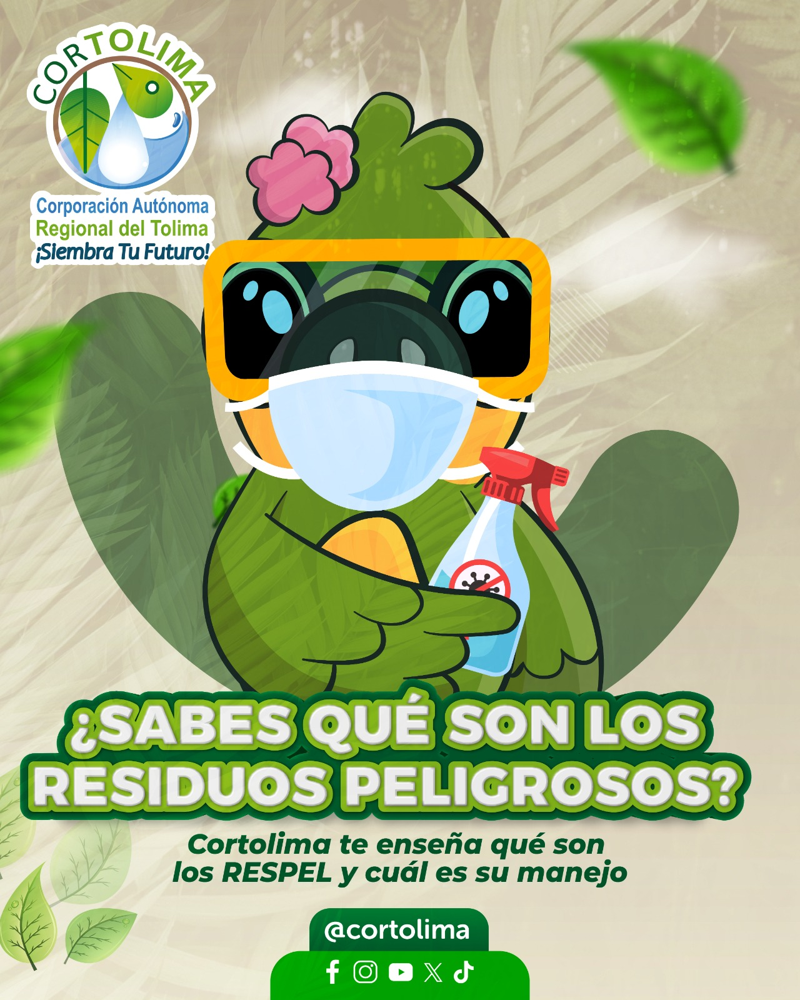 CORTOLIMA
Corporación Autónoma
Regional del Tolima
¡Siembra Tu Futuro!
¿SABES QUÉ SON LOS
RESIDUOS PELIGROSOS?
Cortolima te enseña qué son
los RESPEL y cuál es su manejo
@cortolima